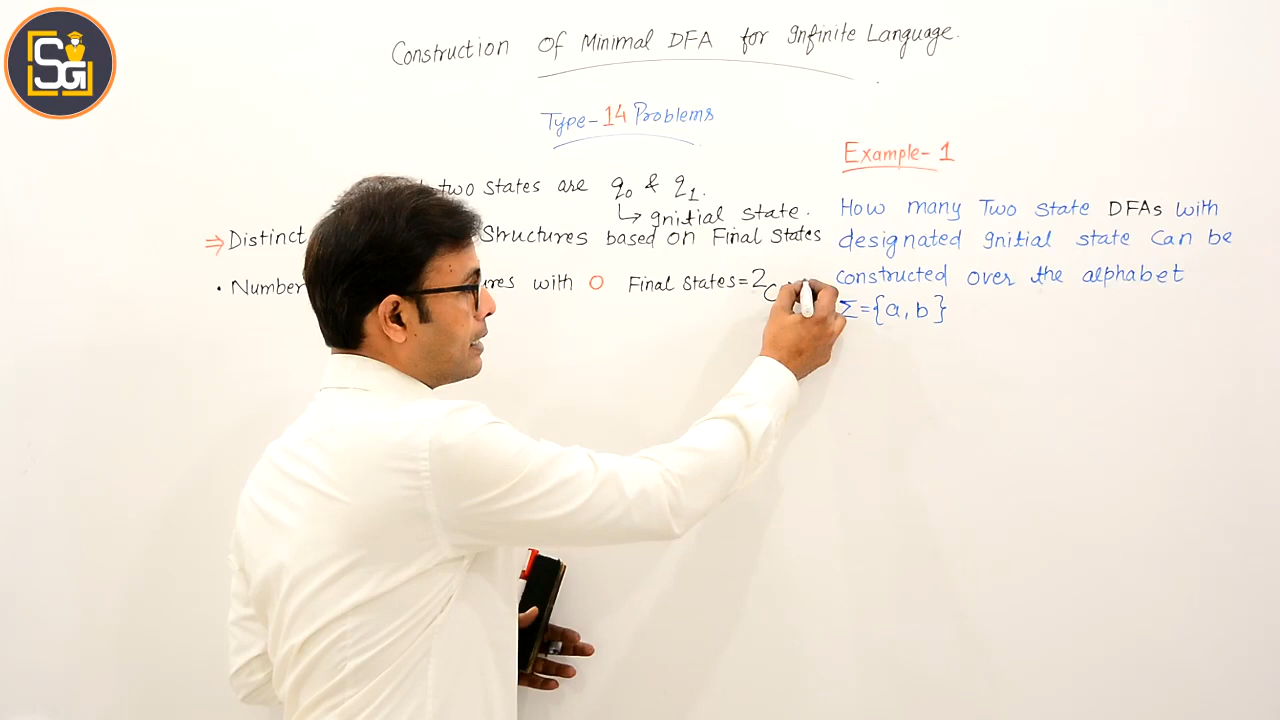 SG
Construction Of Minimal DFA for Infinite Language.
Type-14 Problems
two States are q0 & q1.
↳ Initial state.
⇒ Distinct Structures based on Final States
• Number with 0 Final States=2C
Example-1
How many Two state DFAs with
designated Initial state Can be
constructed over the alphabet
Σ={a,b}